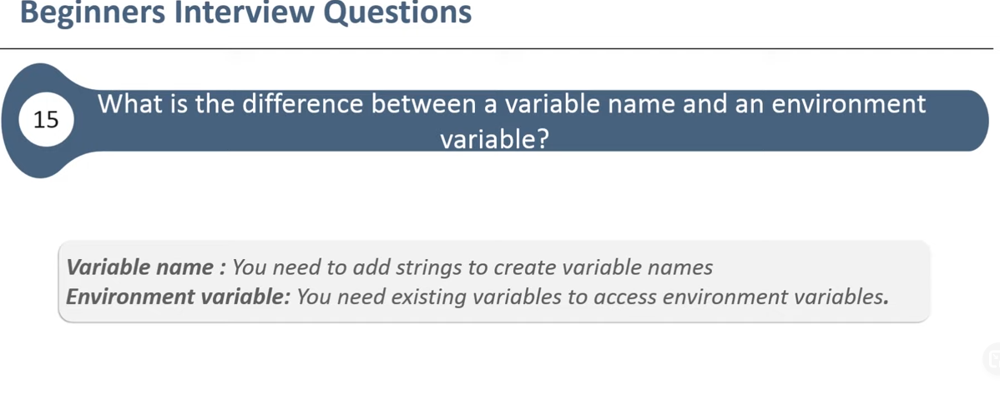 Beginners Interview Questions
15
What is the difference between a variable name and an environment
variable?
Variable name : You need to add strings to create variable names
Environment variable: You need existing variables to access environment variables.